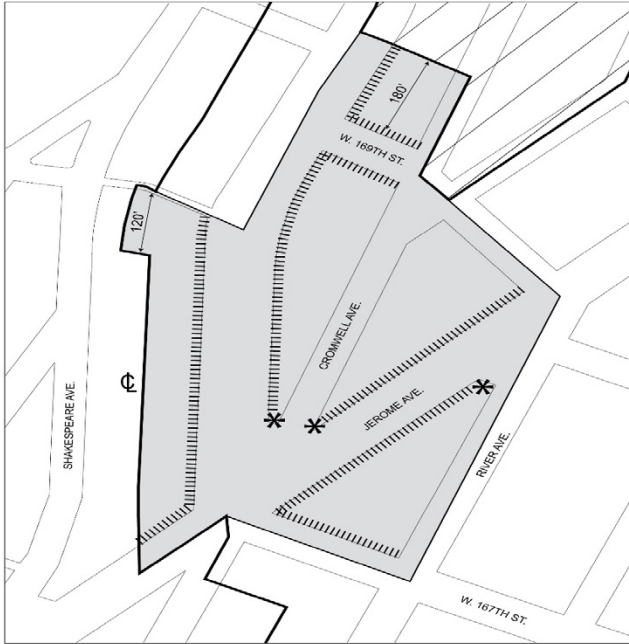 180'
W. 169TH ST.
120'
CROMWELL AVE.
℄
JEROME AVE.
SHAKESPEARE AVE.
RIVER AVE.
W. 167TH ST.